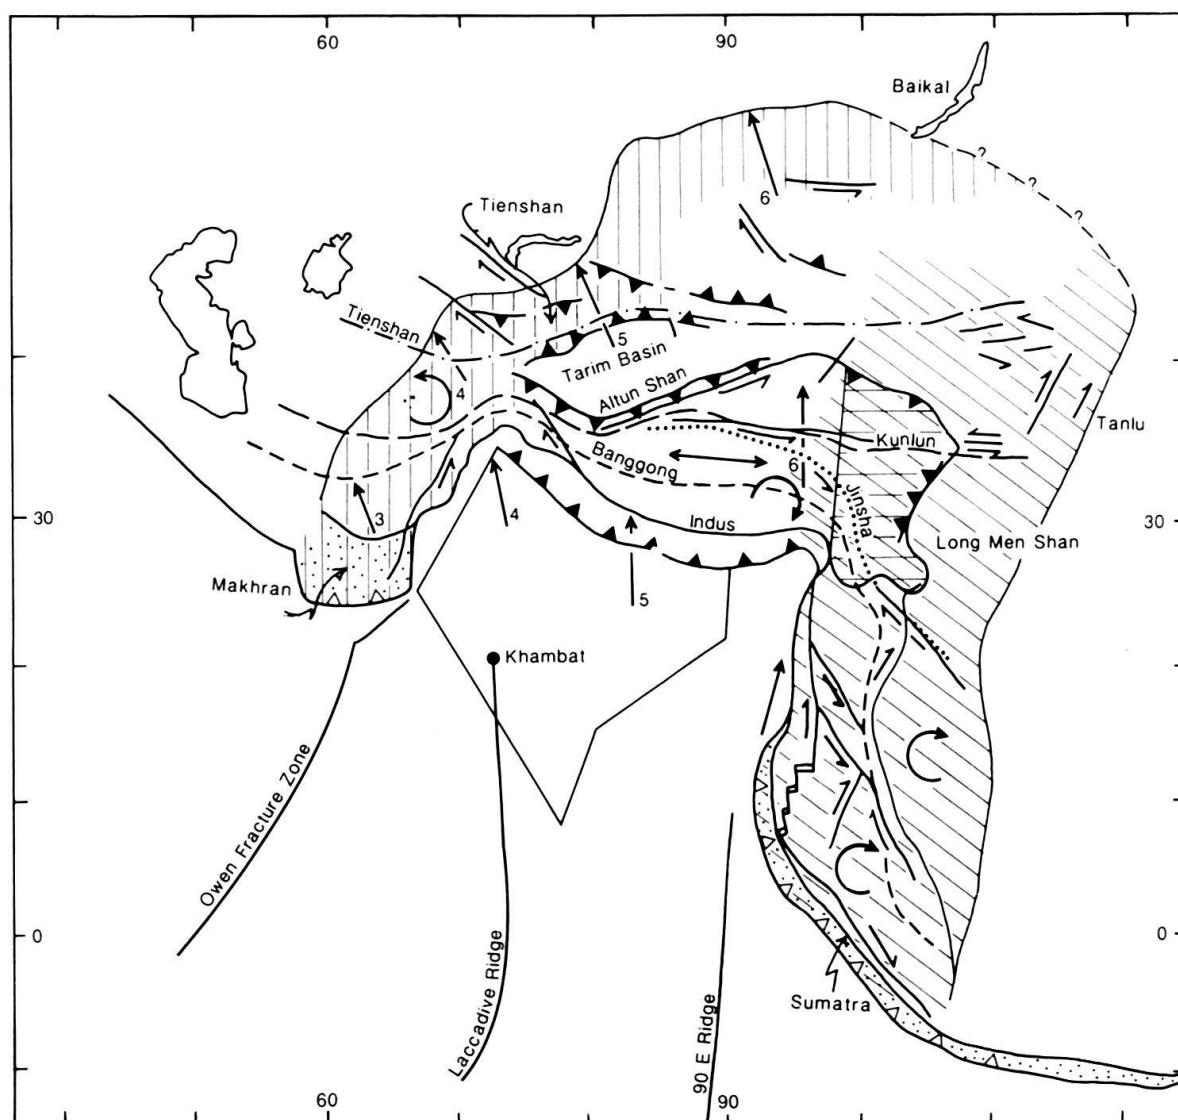 60
90
Baikal
?
?
?
6
Tienshan
Tienshan
5
Tarim Basin
4
Altun Shan
Tanlu
Kunlun
Banggong
6
Jinsha
30
3
4
Indus
30
Long Men Shan
Makhran
5
Khambat
Owen Fracture Zone
0
0
Laccadive Ridge
Sumatra
90 E Ridge
60
90